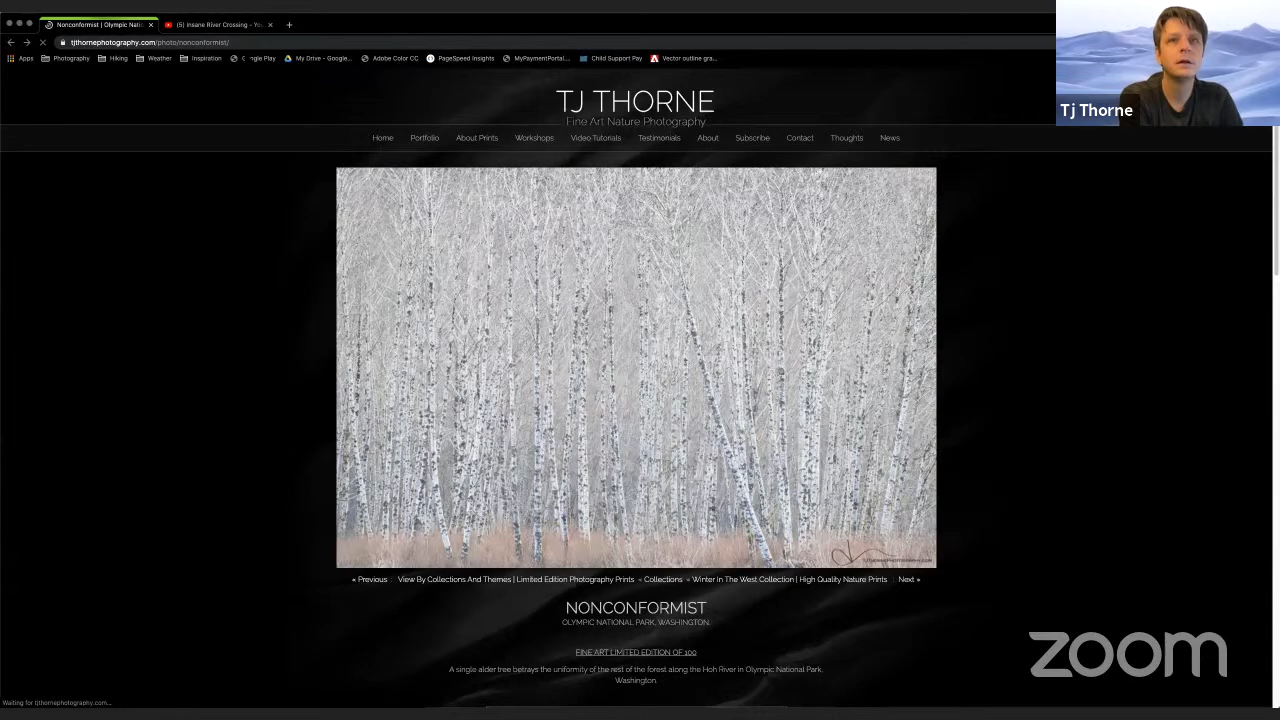 Nonconformist | Olympic Natio
(5) Insane River Crossing - You
tjthornephotography.com/photo/nonconformist/
Apps Photography Hiking Weather Inspiration My Drive - Google... Adobe Color CC PageSpeed Insights MyPaymentPortal.... Child Support Pay Vector outline gra...
Tj Thorne
TJ THORNE
Fine Art Nature Photography
Home Portfolio About Prints Workshops Video Tutorials Testimonials About Subscribe Contact Thoughts News
TJTHORNEPHOTOGRAPHY.COM
« Previous : View By Collections And Themes | Limited Edition Photography Prints » Collections » Winter In The West Collection | High Quality Nature Prints : Next »
NONCONFORMIST
OLYMPIC NATIONAL PARK, WASHINGTON.
FINE ART LIMITED EDITION OF 100
A single alder tree betrays the uniformity of the rest of the forest along the Hoh River in Olympic National Park,
Washington.
zoom
Waiting for tjthornephotography.com...